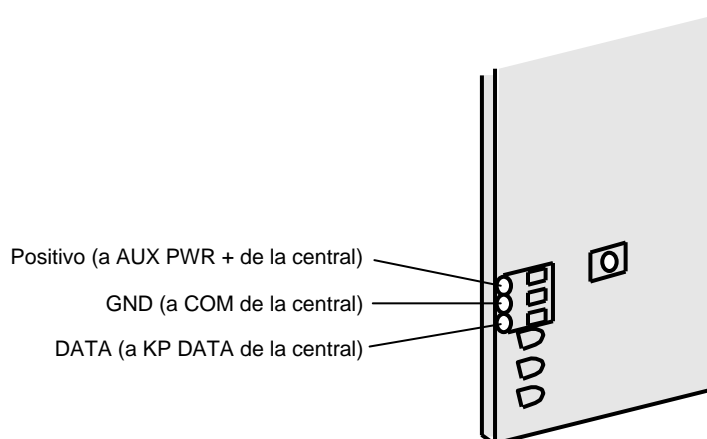 Positivo (a AUX PWR + de la central)
GND (a COM de la central)
DATA (a KP DATA de la central)